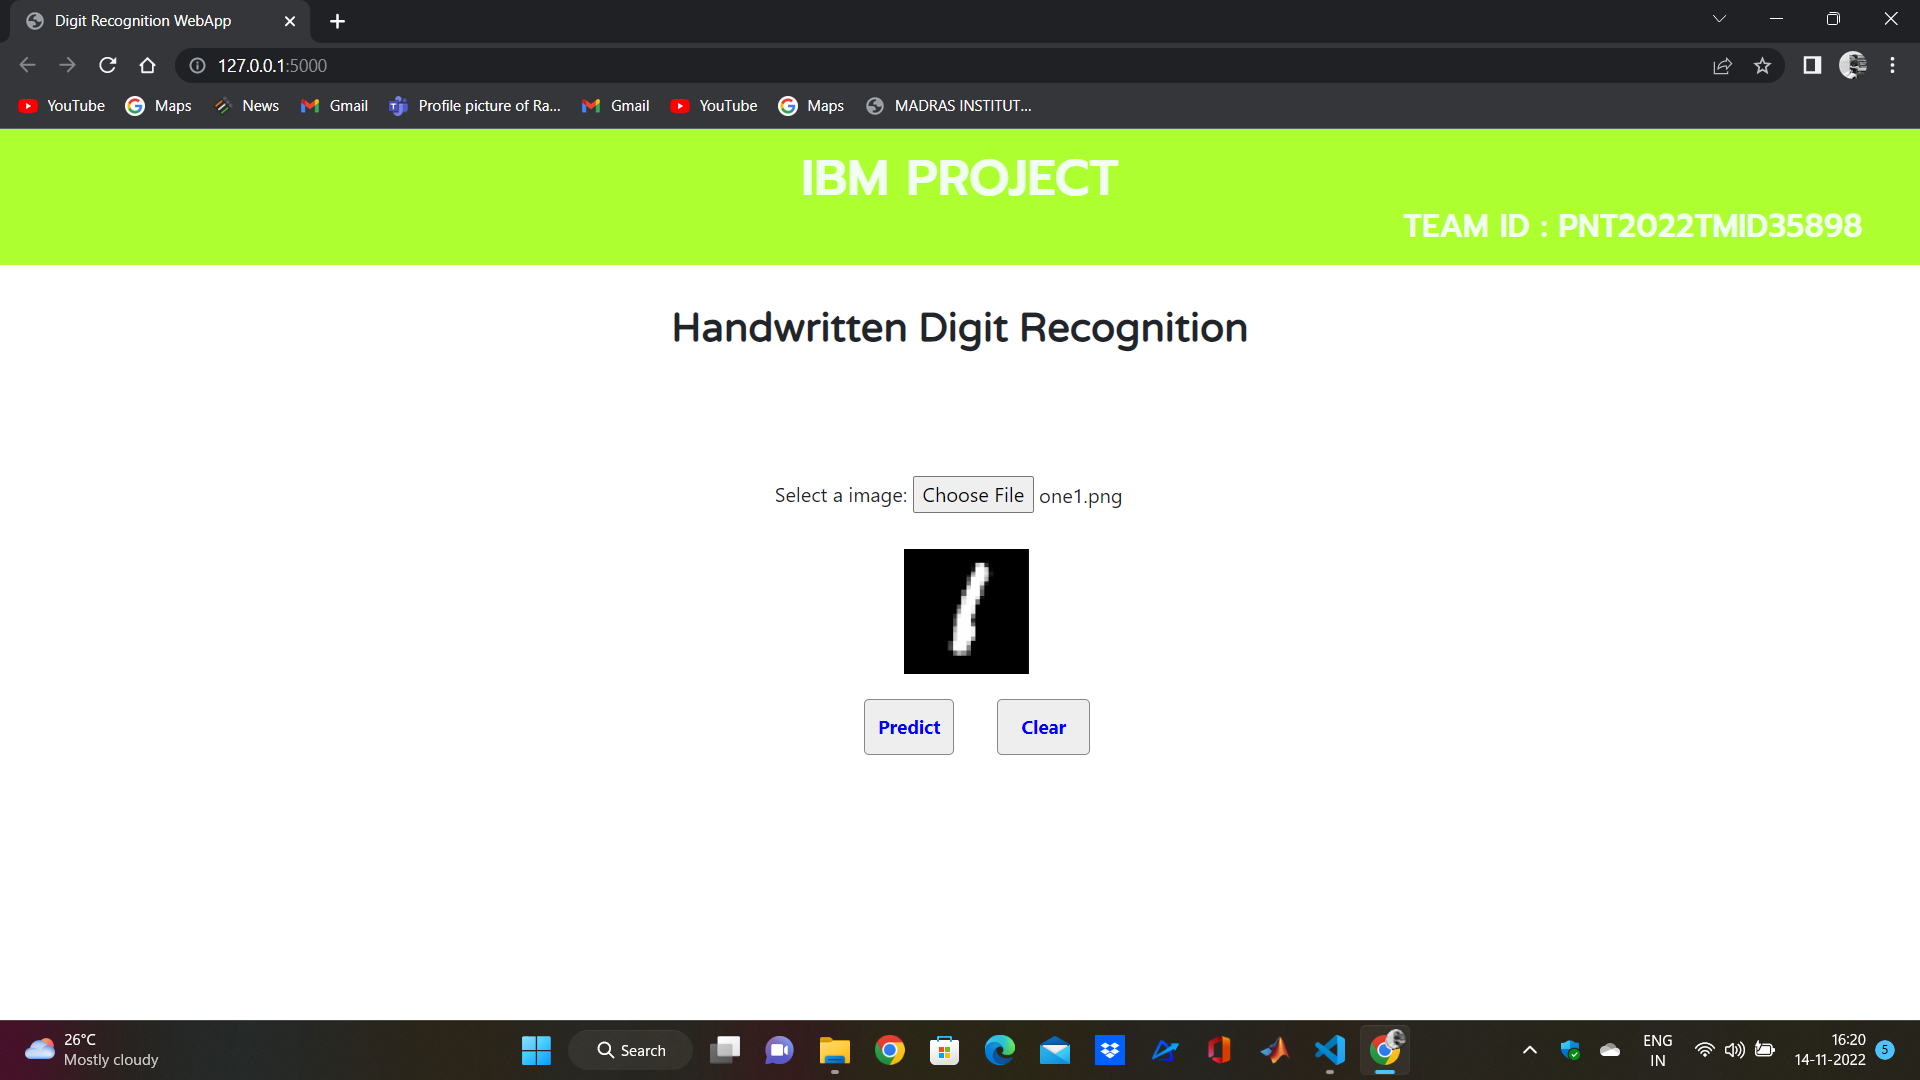 Digit Recognition WebApp
127.0.0.1:5000
YouTube Maps News Gmail Profile picture of Ra... Gmail YouTube Maps MADRAS INSTITUT...
IBM PROJECT
TEAM ID : PNT2022TMID35898
Handwritten Digit Recognition
Select a image: Choose File one1.png
1
Predict Clear
26°C
Mostly cloudy
Search
ENG
IN
16:20
14-11-2022
5